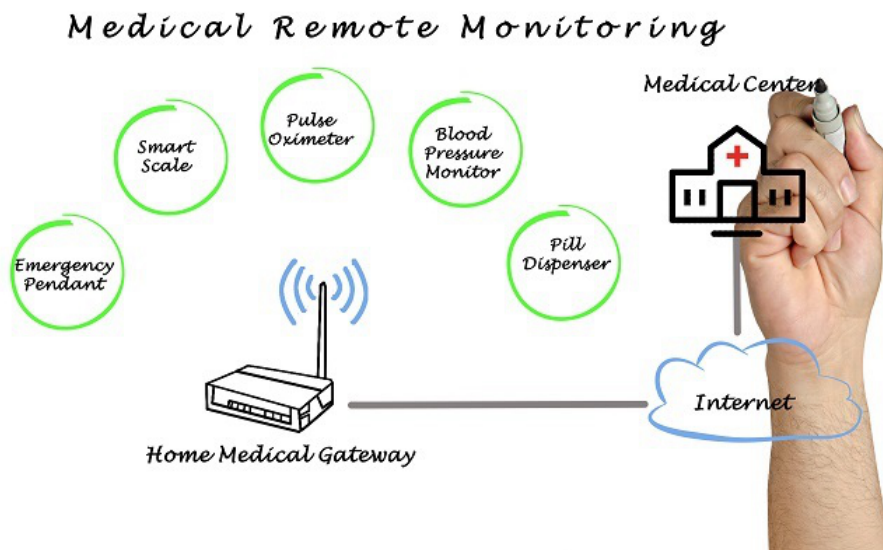 Medical Remote Monitoring
Medical Center
Pulse
Oximeter
Smart
Scale
Blood
Pressure
Monitor
Emergency
Pendant
Pill
Dispenser
Internet
Home Medical Gateway